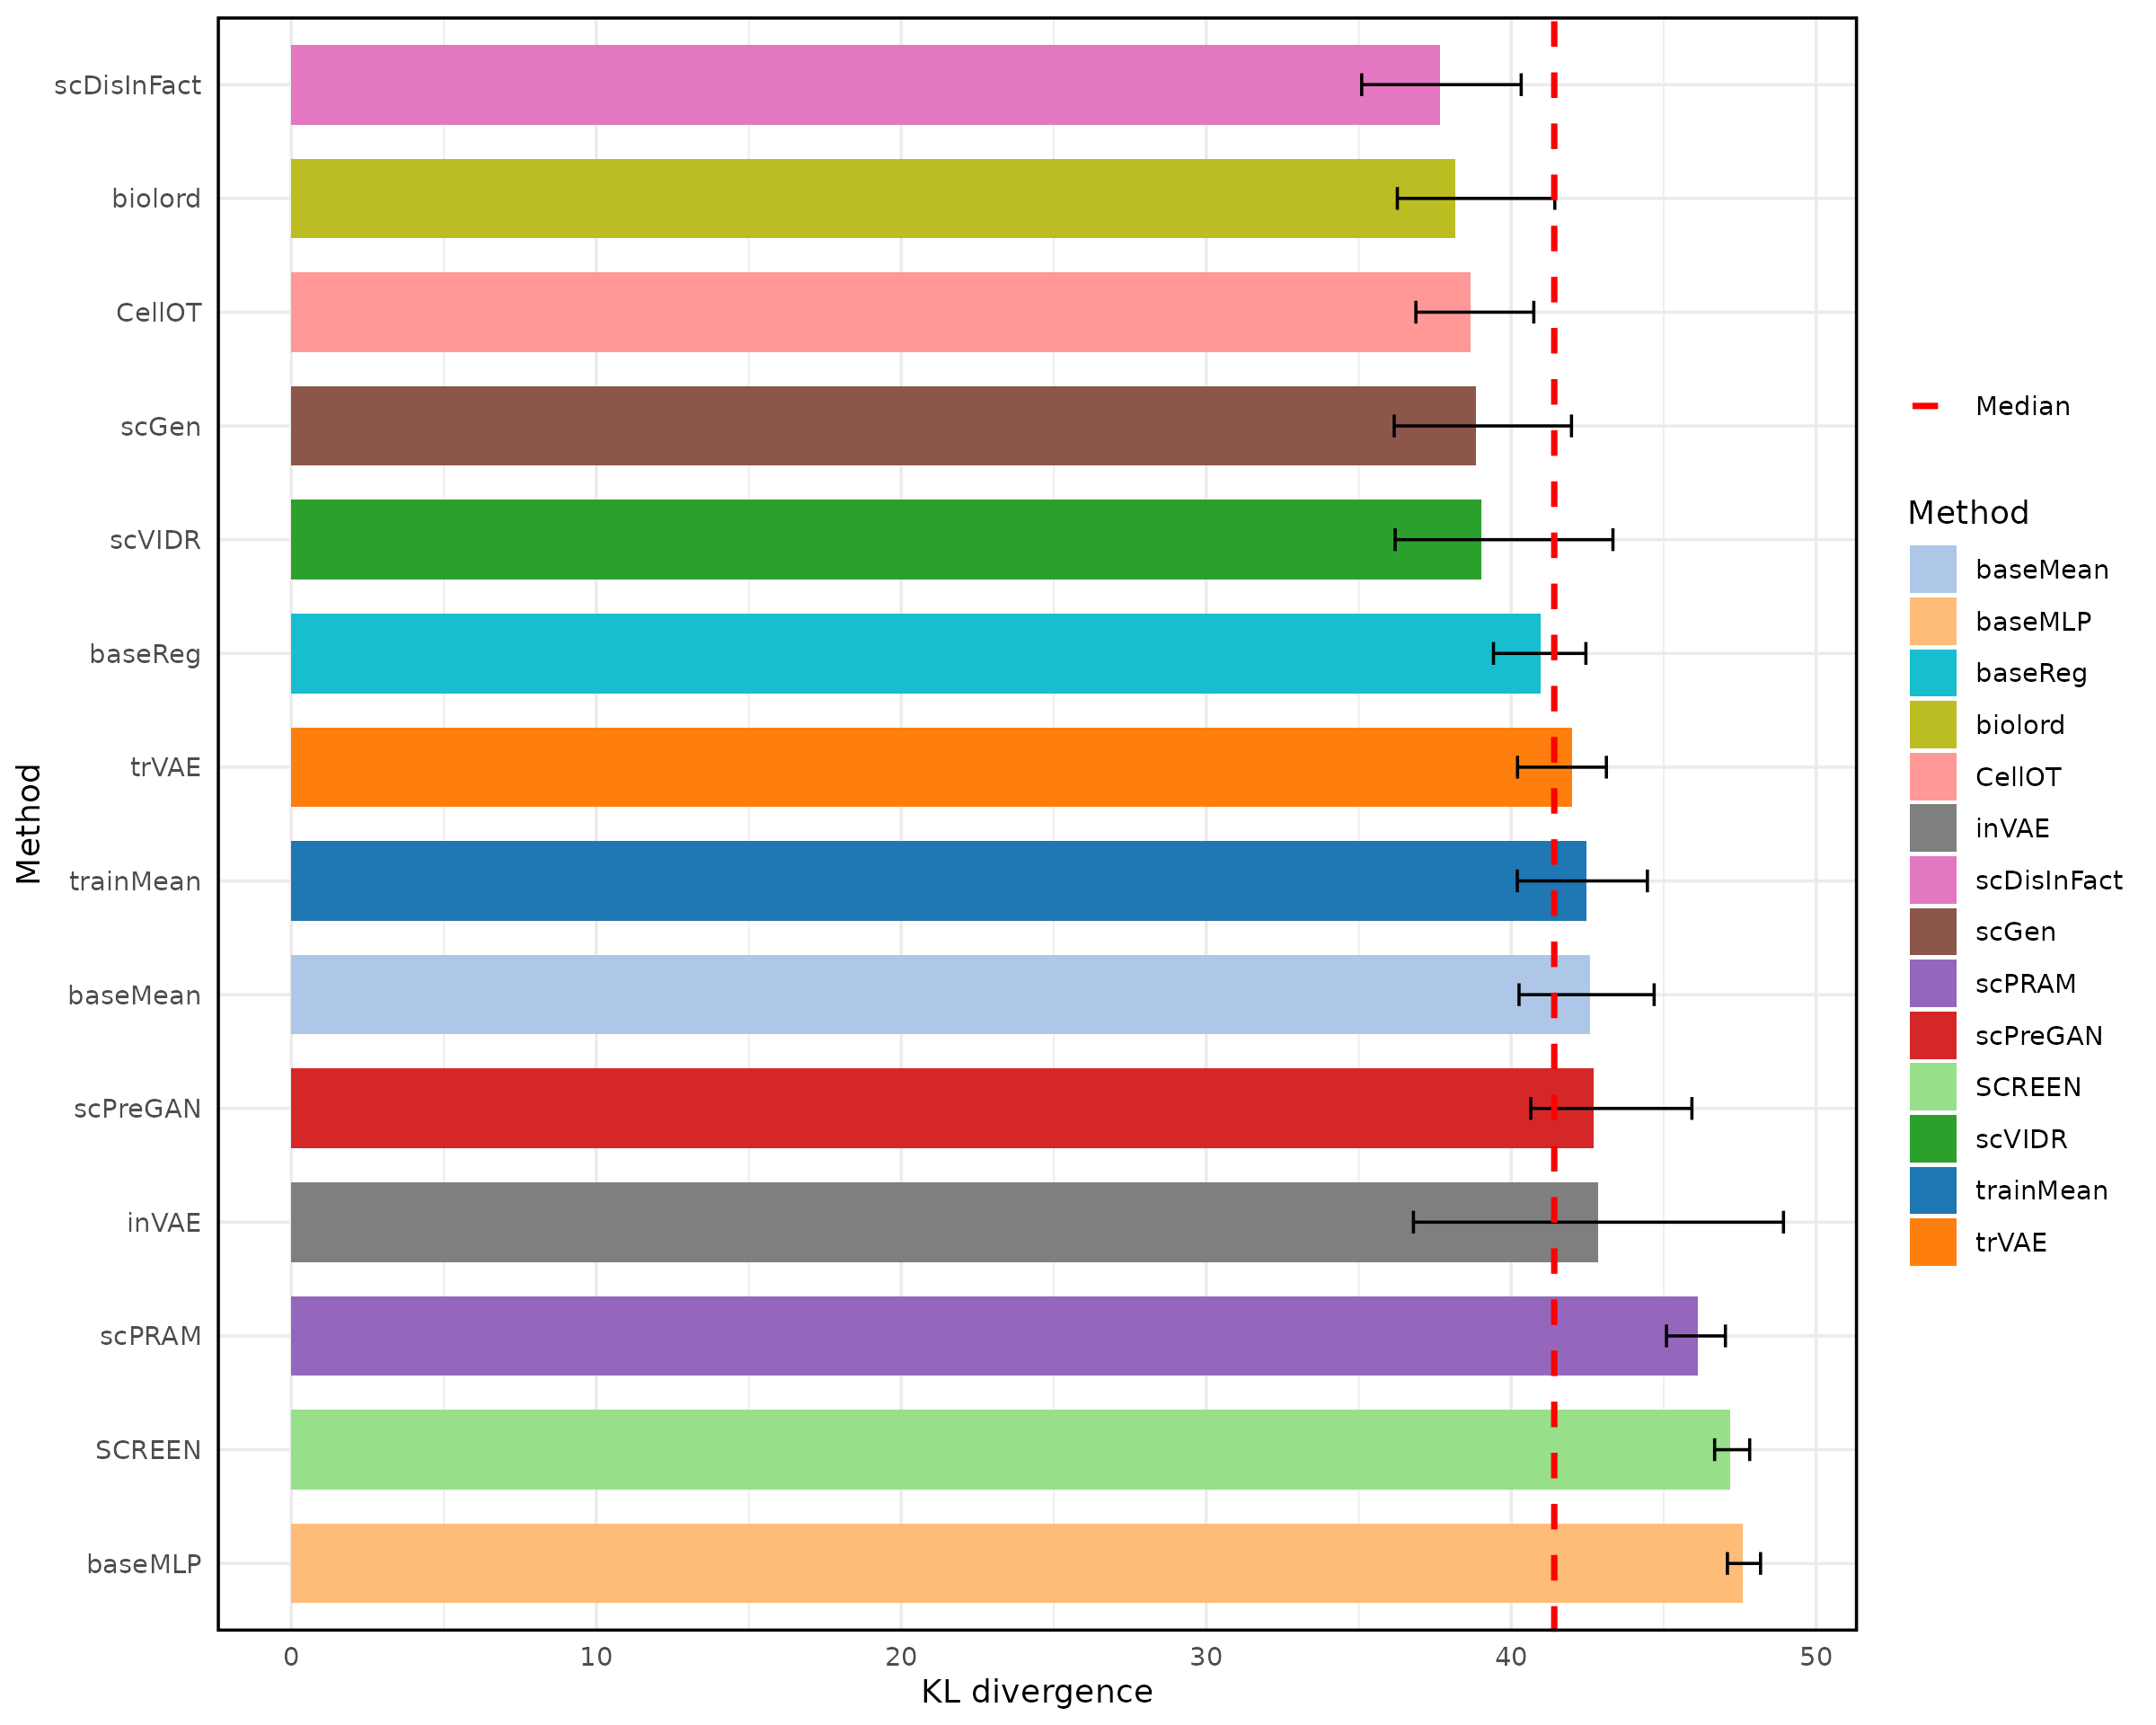 scDisInFact
biolord
CellOT
scGen
scVIDR
baseReg
trVAE
trainMean
baseMean
scPreGAN
inVAE
scPRAM
SCREEN
baseMLP
Method
0 10 20 30 40 50
KL divergence
Median
Method
baseMean
baseMLP
baseReg
biolord
CellOT
inVAE
scDisInFact
scGen
scPRAM
scPreGAN
SCREEN
scVIDR
trainMean
trVAE